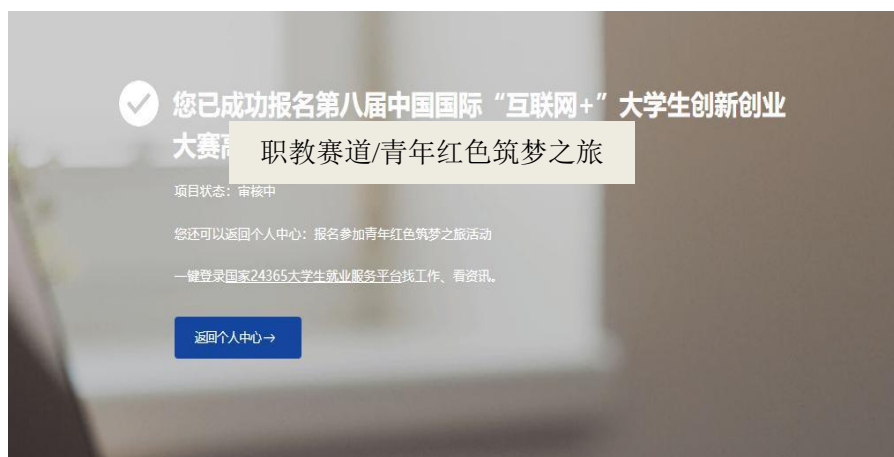 您已成功报名第八届中国国际“互联网+”大学生创新创业
大赛高
职教赛道/青年红色筑梦之旅
项目状态：审核中
您还可以返回个人中心：报名参加青年红色筑梦之旅活动
一键登录国家24365大学生就业服务平台找工作、看资讯。
返回个人中心→